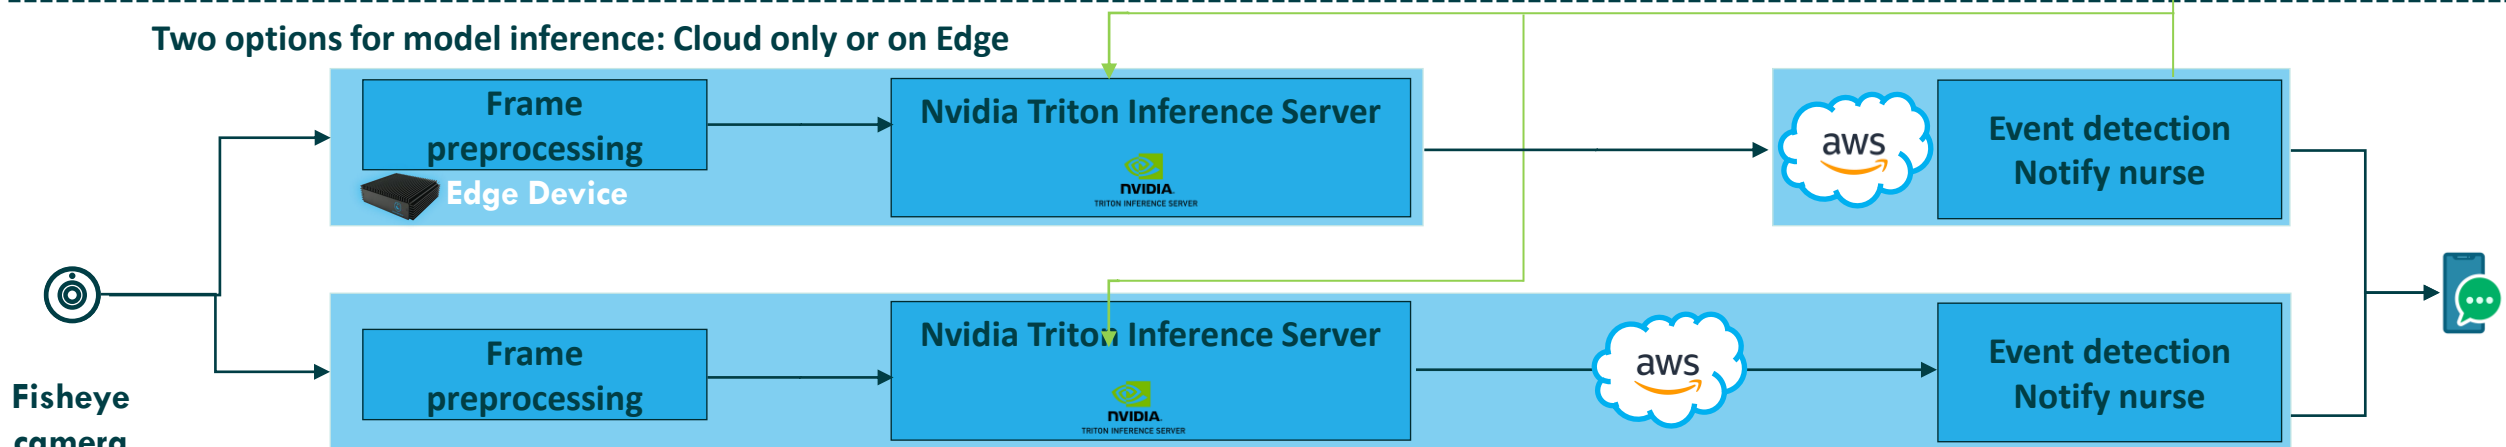 Two options for model inference: Cloud only or on Edge
Frame
preprocessing
Edge Device
Nvidia Triton Inference Server
NVIDIA.
TRITON INFERENCE SERVER
aws
Event detection
Notify nurse
Frame
preprocessing
Nvidia Triton Inference Server
NVIDIA.
TRITON INFERENCE SERVER
aws
Event detection
Notify nurse
Fisheye
camera